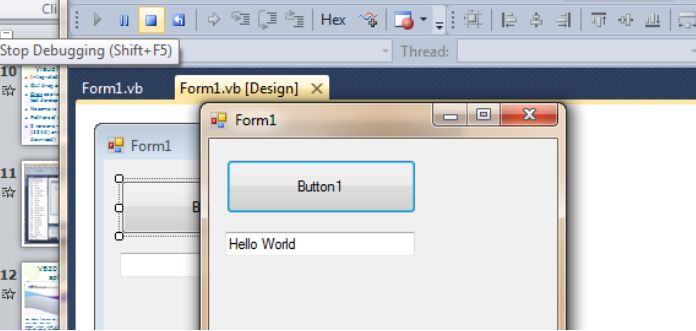 Cli
Hex
Stop Debugging (Shift+F5)
Thread:
10
Form1.vb
Form1.vb [Design]
Form1
Form1
11
Button1
B
Hello World
12